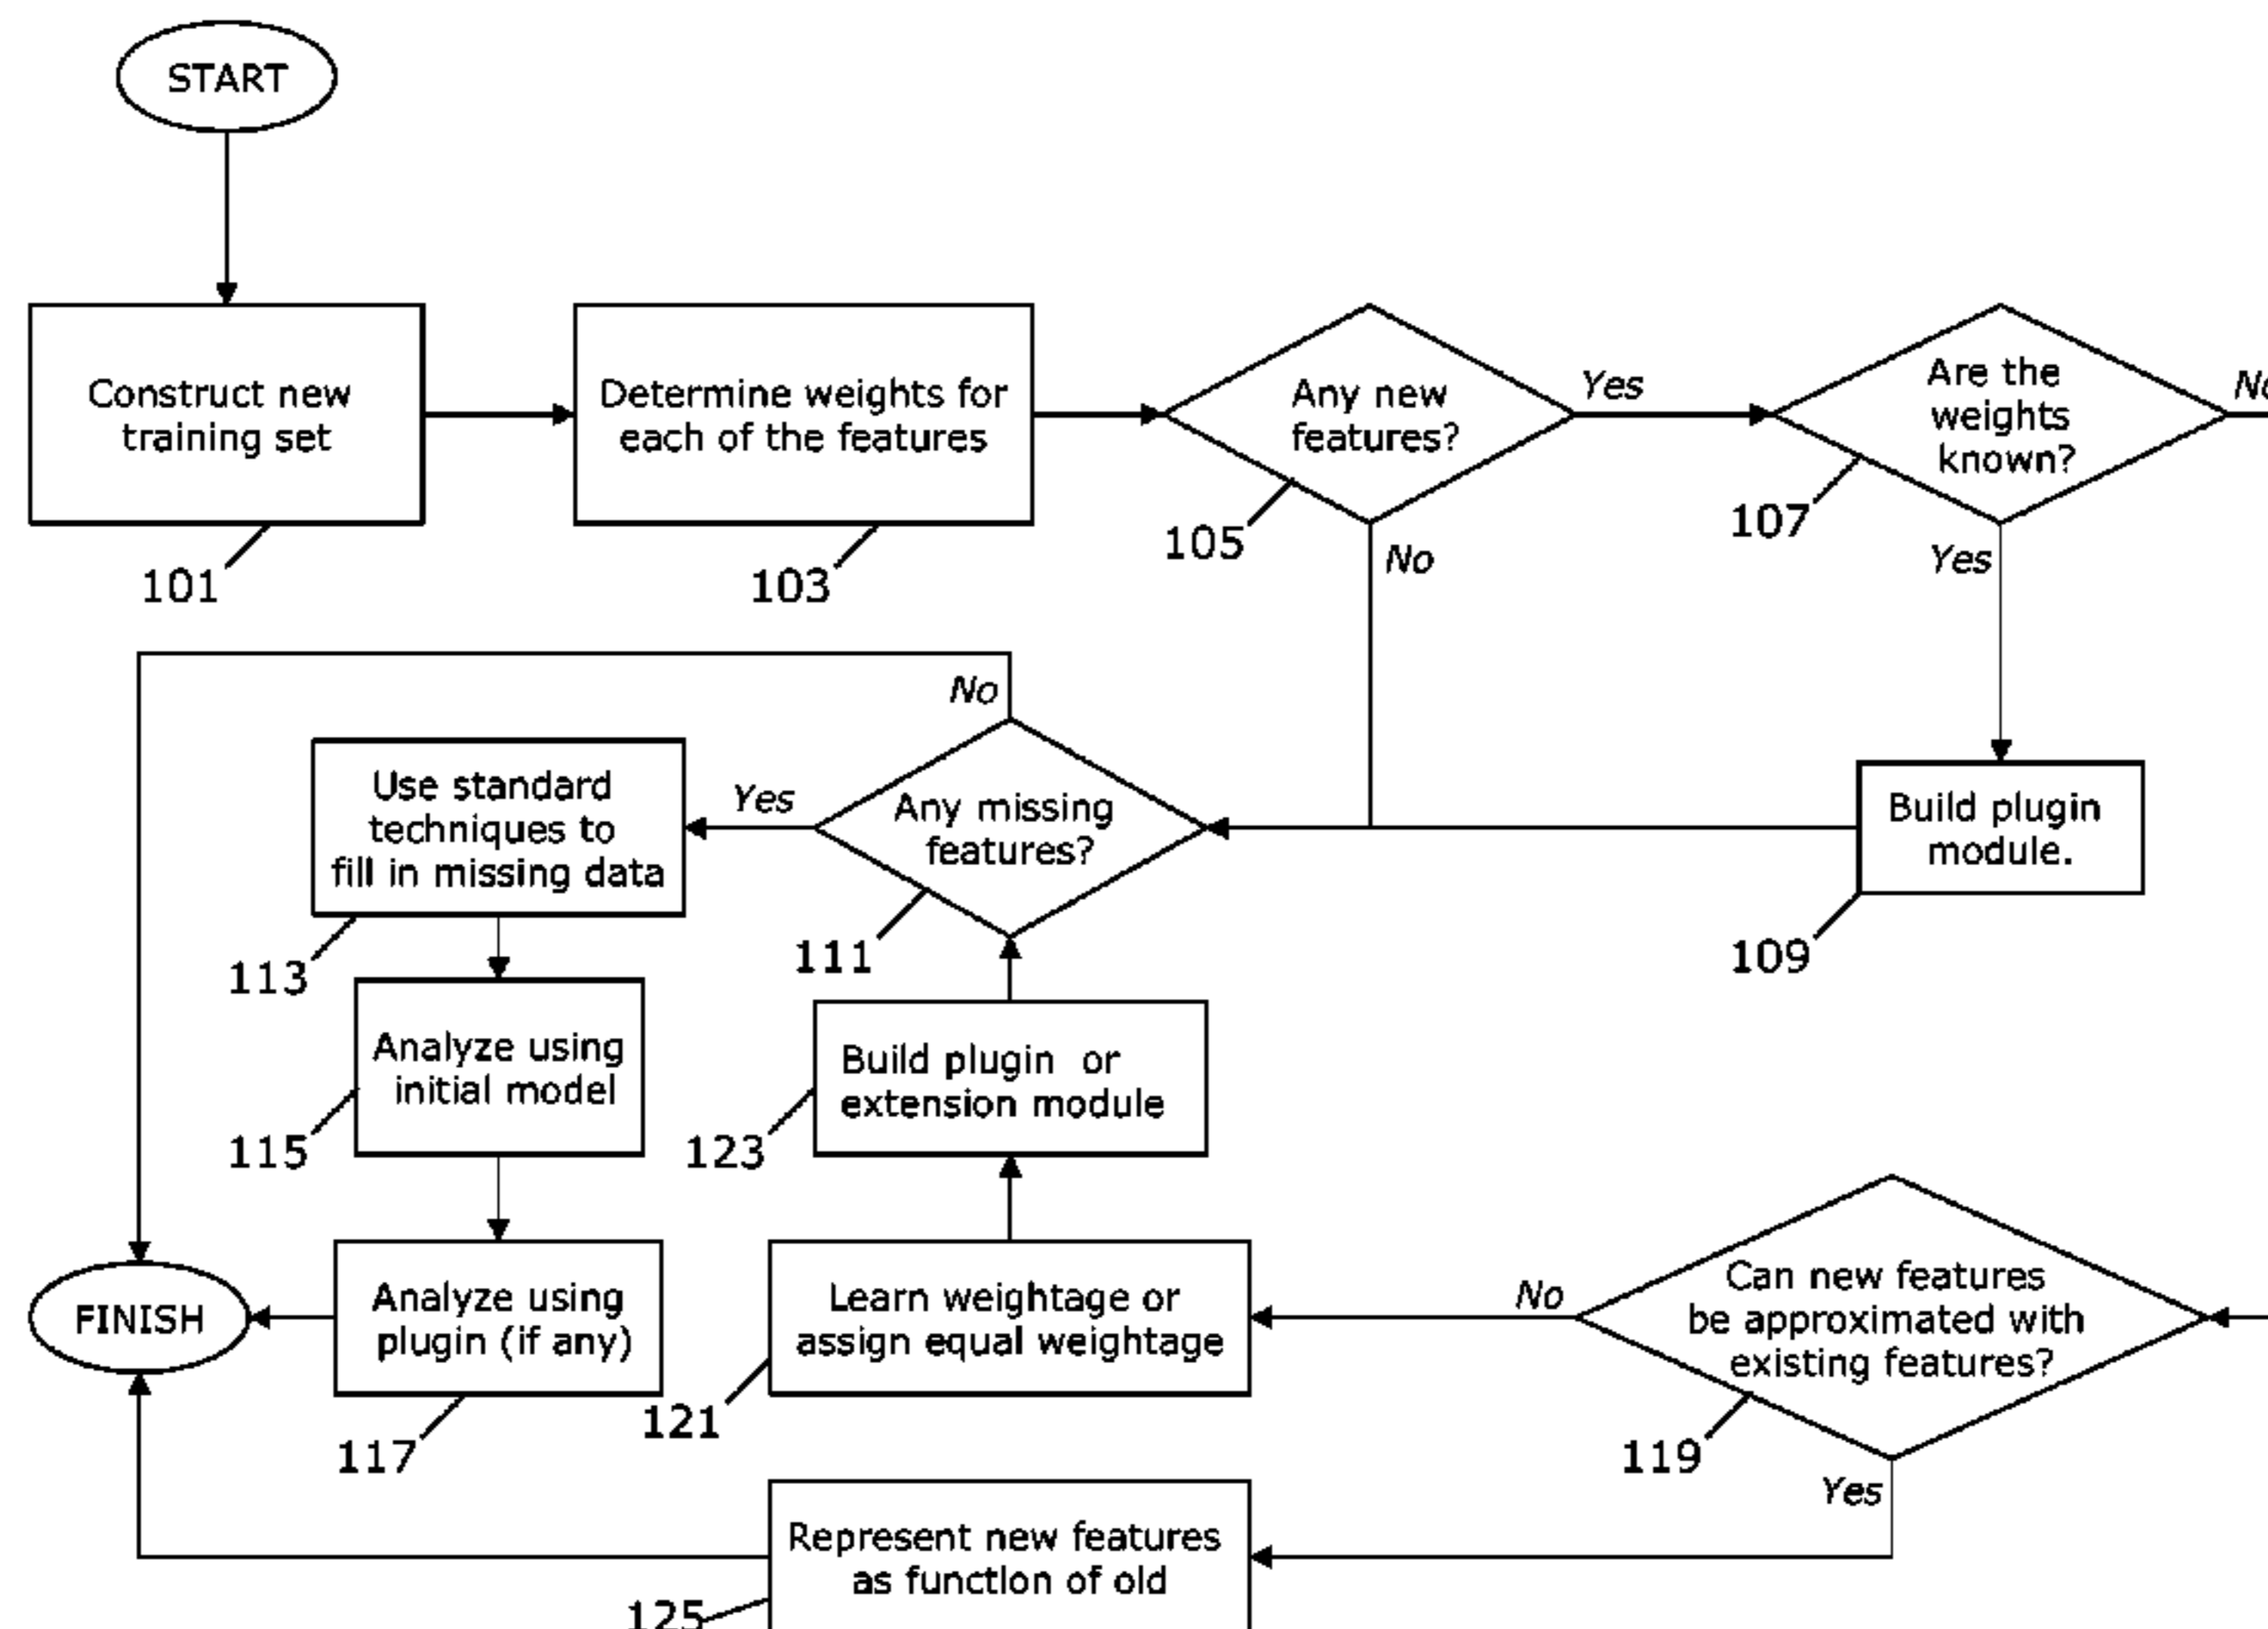 START
Construct new
training set
101
Determine weights for
each of the features
103
Any new
features?
105
Yes
No
Are the
weights
known?
107
Yes
No
Use standard
techniques to
fill in missing data
113
Yes
Any missing
features?
111
Build plugin
module.
109
Analyze using
initial model
115
Build plugin or
extension module
123
FINISH
Analyze using
plugin (if any)
117
Learn weightage or
assign equal weightage
121
No
Can new features
be approximated with
existing features?
119
Yes
Represent new features
as function of old
125